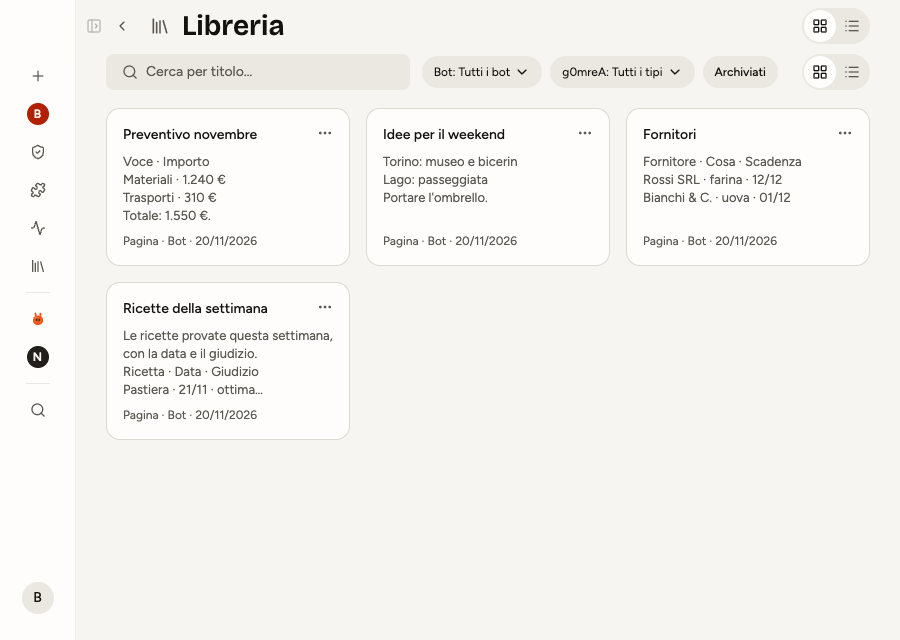 Libreria
B
Cerca per titolo...
Bot: Tutti i bot
g0mreA: Tutti i tipi
Archiviati
Preventivo novembre
Voce · Importo
Materiali · 1.240 €
Trasporti · 310 €
Totale: 1.550 €.
Pagina · Bot · 20/11/2026
Idee per il weekend
Torino: museo e bicerin
Lago: passeggiata
Portare l'ombrello.
Pagina · Bot · 20/11/2026
Fornitori
Fornitore · Cosa · Scadenza
Rossi SRL · farina · 12/12
Bianchi & C. · uova · 01/12
Pagina · Bot · 20/11/2026
Ricette della settimana
Le ricette provate questa settimana,
con la data e il giudizio.
Ricetta · Data · Giudizio
Pastiera · 21/11 · ottima...
Pagina · Bot · 20/11/2026
N
B